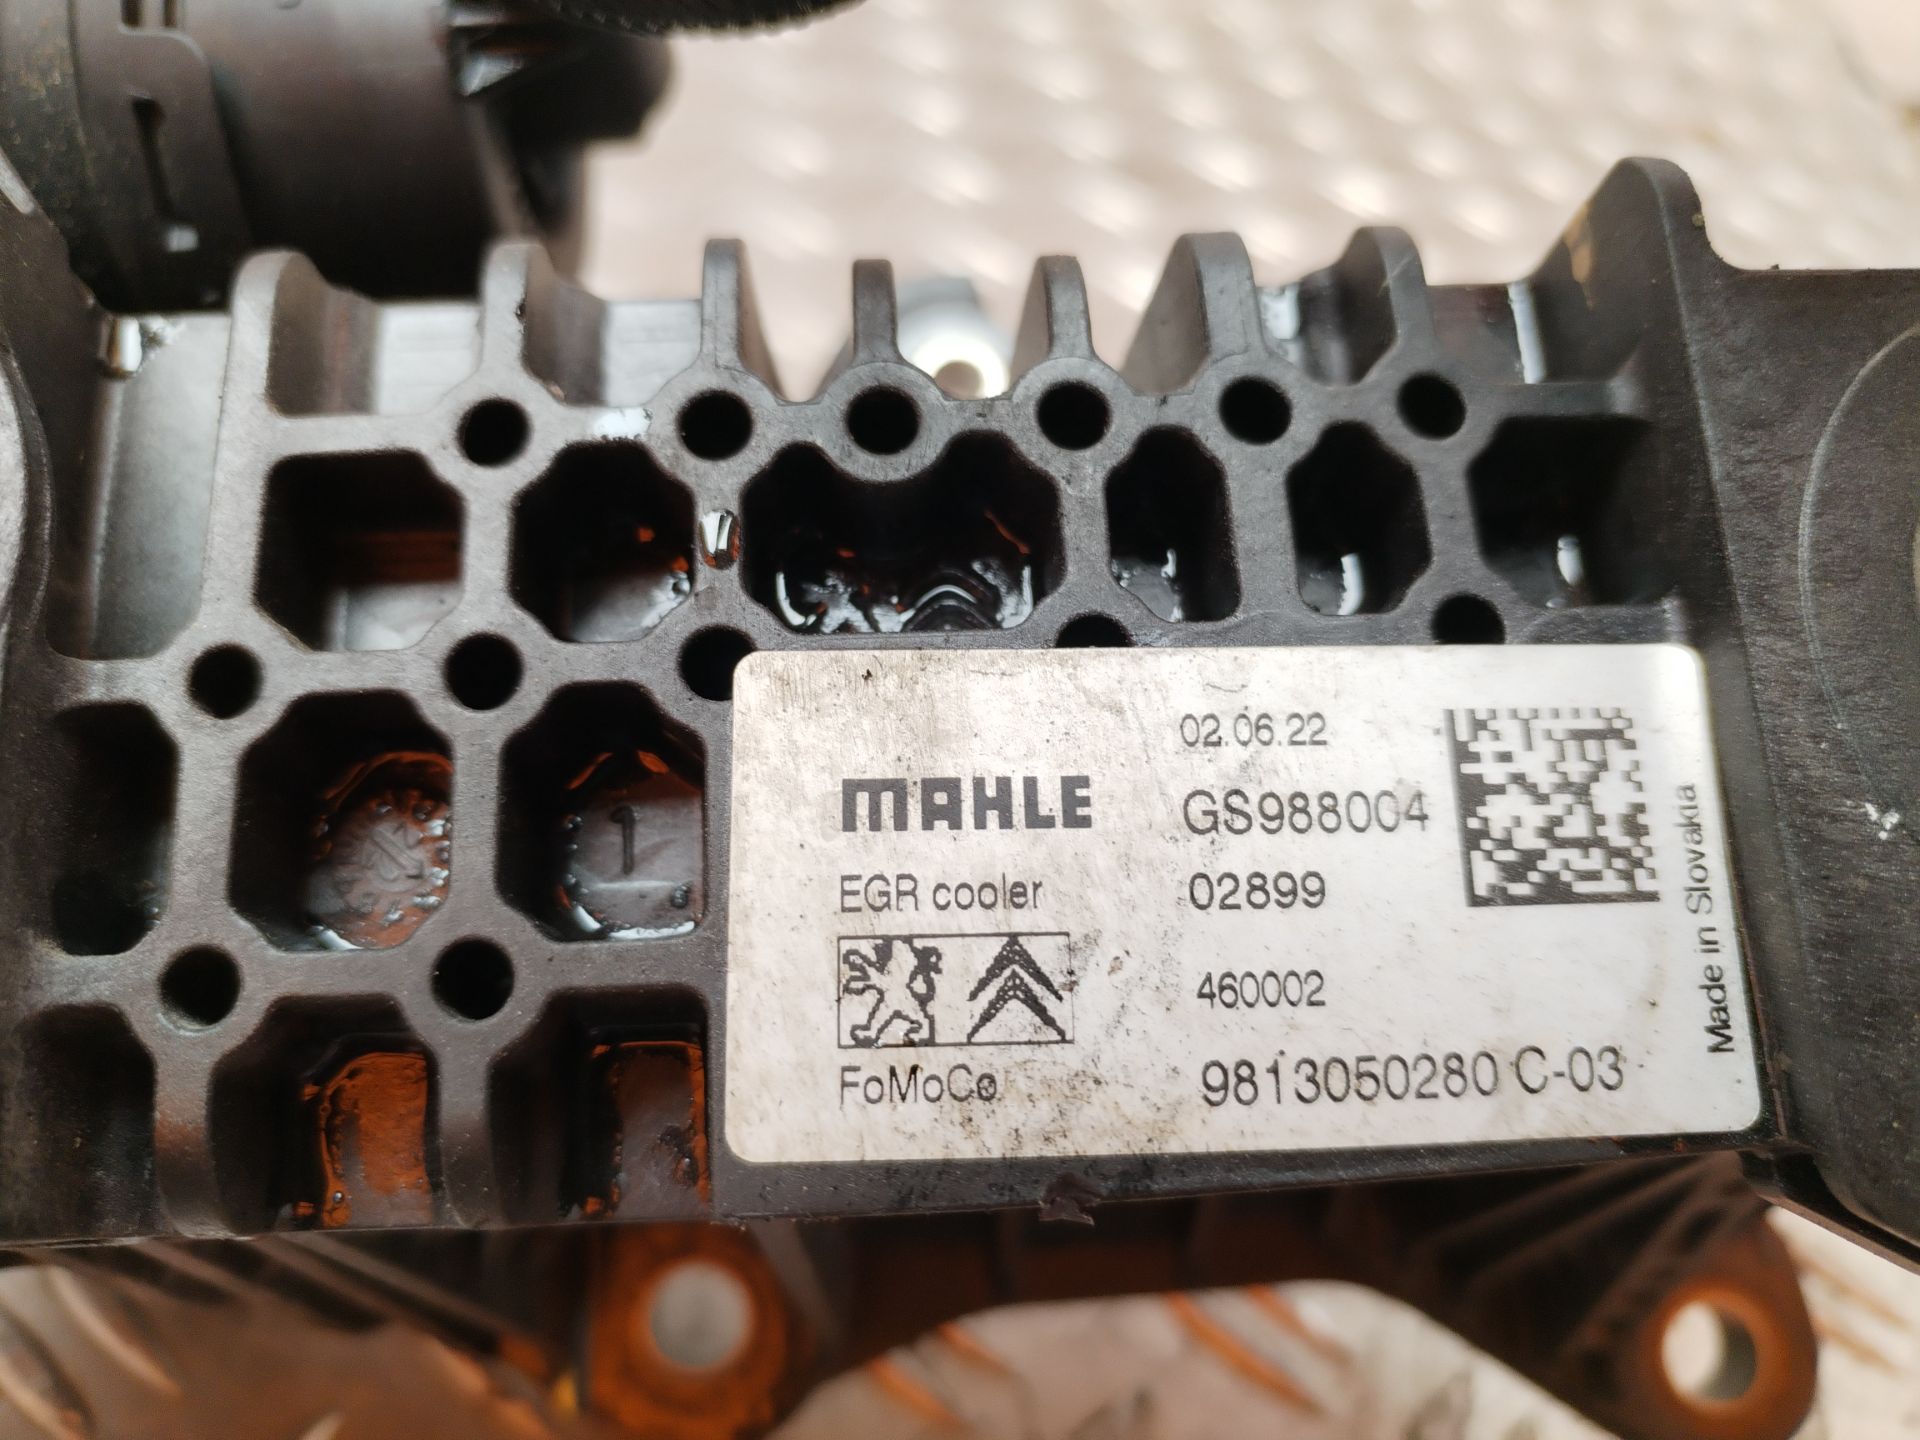 02.06.22
MAHLE GS988004
EGR cooler 02899
460002
FoMoCo 9813050280 C-03
Made in Slovakia
1